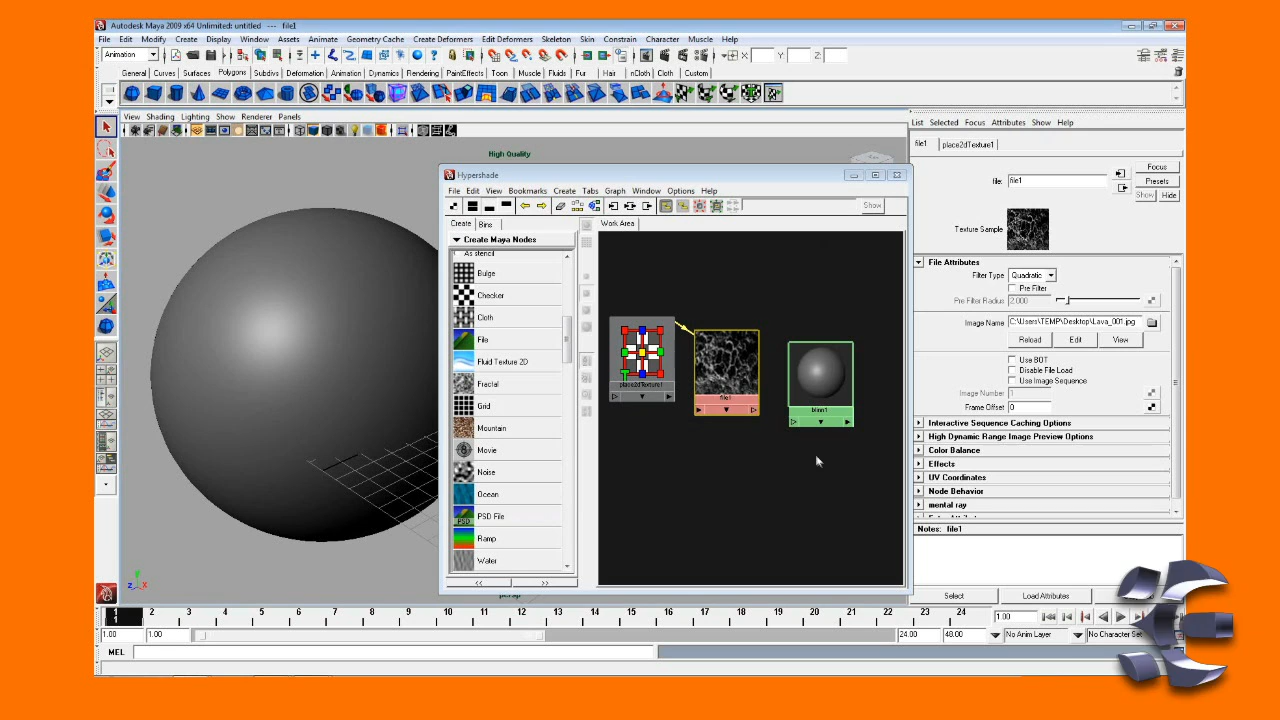 Autodesk Maya 2009 x64 Unlimited: untitled --- file1
File Edit Modify Create Display Window Assets Animate Geometry Cache Create Deformers Edit Deformers Skeleton Skin Constrain Character Muscle Help
Animation X: Y: Z:
General Curves Surfaces Polygons Subdivs Deformation Animation Dynamics Rendering PaintEffects Toon Muscle Fluids Fur Hair nCloth Cloth Custom
View Shading Lighting Show Renderer Panels
High Quality
Hypershade
File Edit View Bookmarks Create Tabs Graph Window Options Help
Show
Create Bins
Work Area
Create Maya Nodes
As stencil
Bulge
Checker
Cloth
File
Fluid Texture 2D
Fractal
Grid
Mountain
Movie
Noise
Ocean
PSD File
PSD
Ramp
Water
<< >>
place2dTexture1
file1
blinn1
persp
y
z x
List Selected Focus Attributes Show Help
file1 place2dTexture1
file: file1
Focus
Presets
Show Hide
Texture Sample
File Attributes
Filter Type Quadratic
Pre Filter
Pre Filter Radius 2.000
Image Name C:\Users\TEMP\Desktop\Lava_001.jpg
Reload Edit View
Use BOT
Disable File Load
Use Image Sequence
Image Number 1
Frame Offset 0
Interactive Sequence Caching Options
High Dynamic Range Image Preview Options
Color Balance
Effects
UV Coordinates
Node Behavior
mental ray
Notes: file1
Select Load Attributes
1 2 3 4 5 6 7 8 9 10 11 12 13 14 15 16 17 18 19 20 21 22 23 24
1
1.00
1.00 1.00 24.00 48.00 No Anim Layer No Character Set
MEL